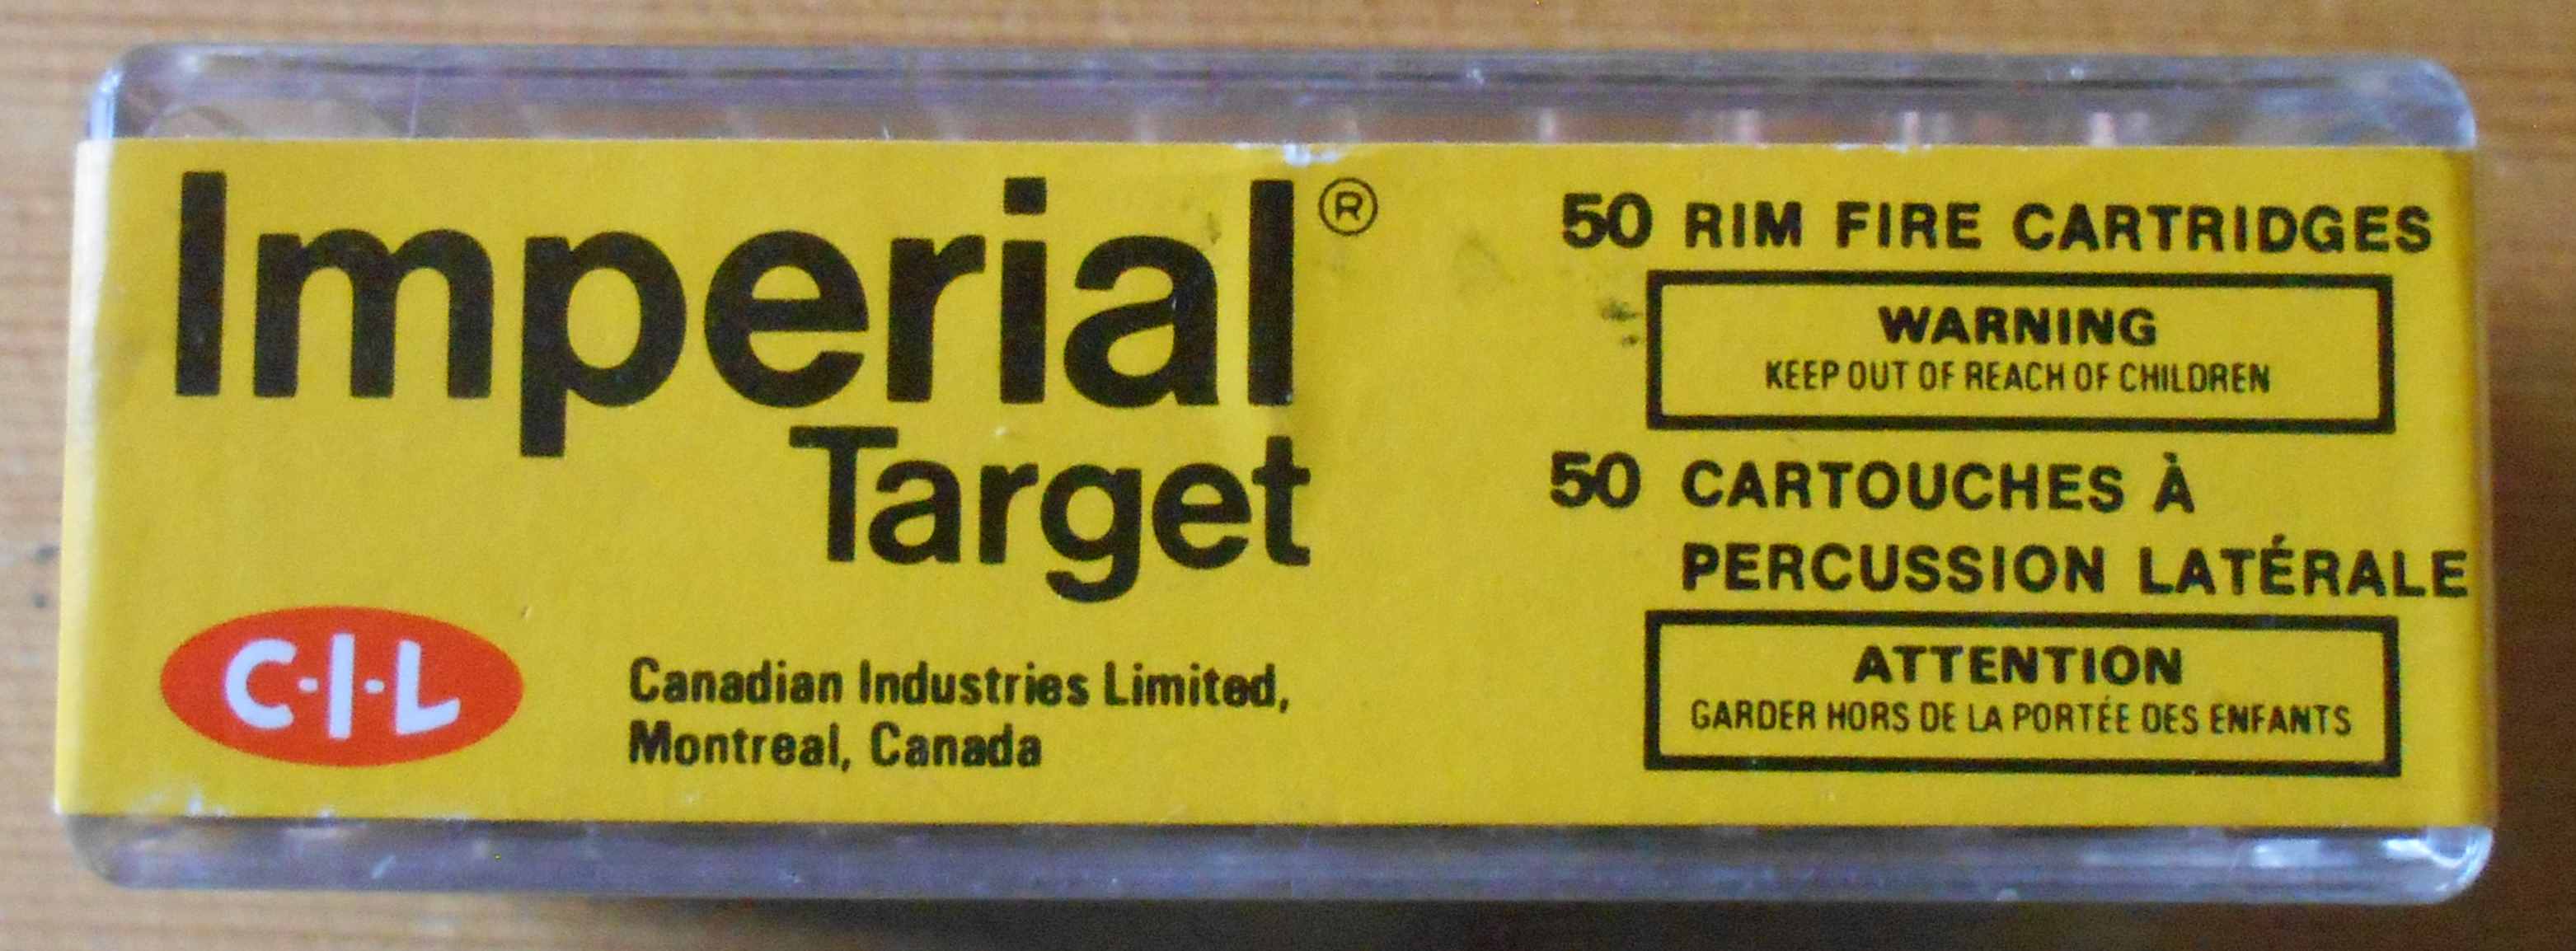 Imperial®
Target
C·I·L
Canadian Industries Limited,
Montreal, Canada
50 RIM FIRE CARTRIDGES
WARNING
KEEP OUT OF REACH OF CHILDREN
50 CARTOUCHES À
PERCUSSION LATÉRALE
ATTENTION
GARDER HORS DE LA PORTÉE DES ENFANTS